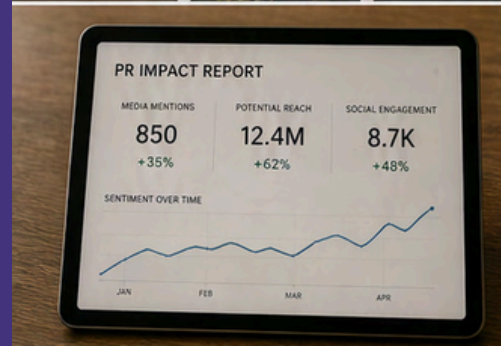 PR IMPACT REPORT
MEDIA MENTIONS POTENTIAL REACH SOCIAL ENGAGEMENT
850 12.4M 8.7K
+35% +62% +48%
SENTIMENT OVER TIME
JAN FEB MAR APR